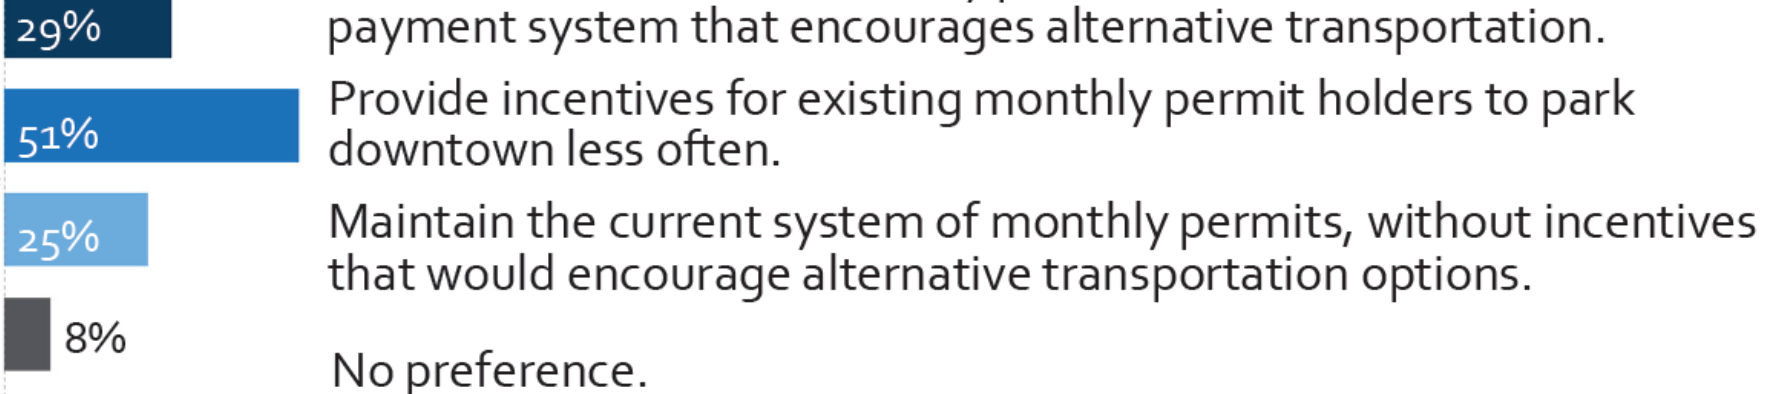 29%
payment system that encourages alternative transportation.
51%
Provide incentives for existing monthly permit holders to park
downtown less often.
25%
Maintain the current system of monthly permits, without incentives
that would encourage alternative transportation options.
8%
No preference.